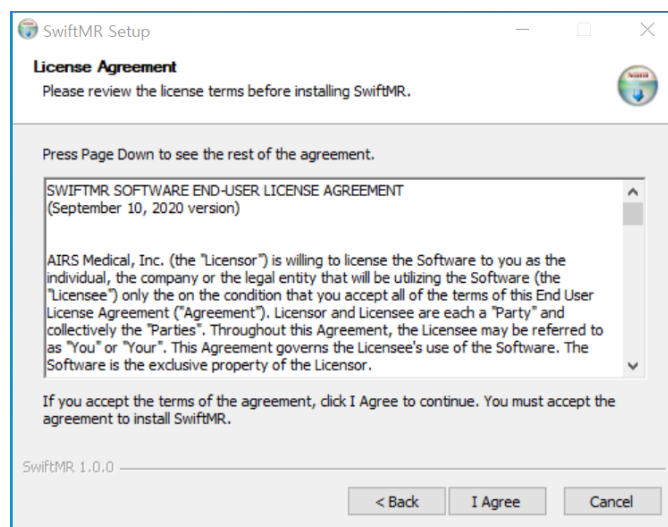 SwiftMR Setup
License Agreement
Please review the license terms before installing SwiftMR.
Press Page Down to see the rest of the agreement.
SWIFTMR SOFTWARE END-USER LICENSE AGREEMENT
(September 10, 2020 version)
AIRS Medical, Inc. (the "Licensor") is willing to license the Software to you as the
individual, the company or the legal entity that will be utilizing the Software (the
"Licensee") only the on the condition that you accept all of the terms of this End User
License Agreement ("Agreement"). Licensor and Licensee are each a "Party" and
collectively the "Parties". Throughout this Agreement, the Licensee may be referred to
as "You" or "Your". This Agreement governs the Licensee's use of the Software. The
Software is the exclusive property of the Licensor.
If you accept the terms of the agreement, click I Agree to continue. You must accept the
agreement to install SwiftMR.
SwiftMR 1.0.0
< Back I Agree Cancel